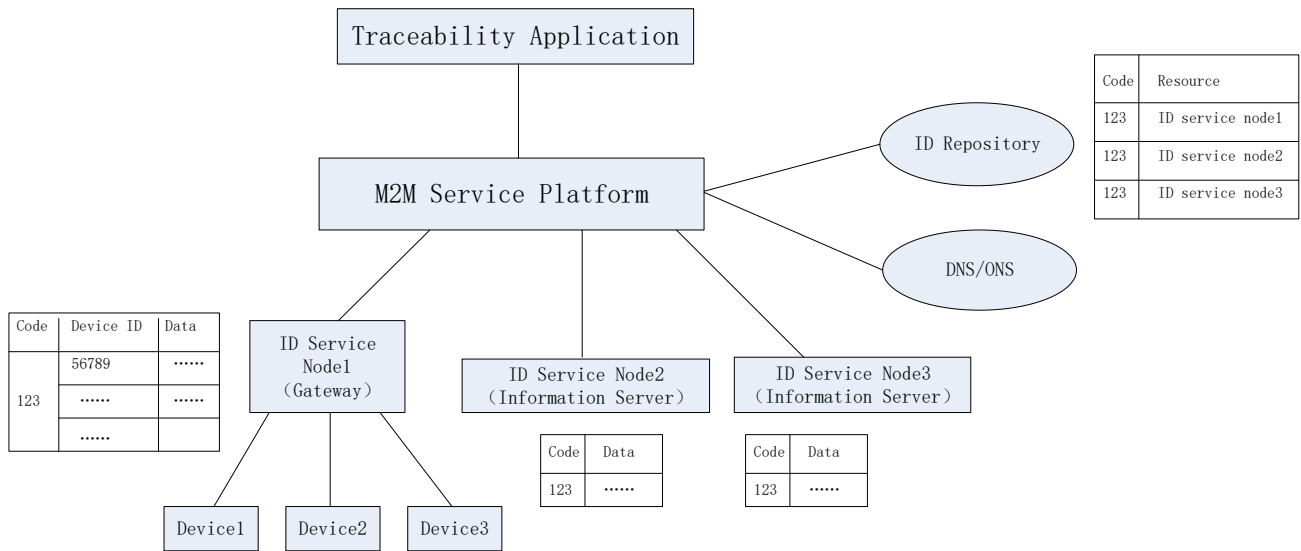 Traceability Application
Code Resource
123 ID service node1
123 ID service node2
123 ID service node3
ID Repository
M2M Service Platform
DNS/ONS
Code Device ID Data
56789 ······
123 ······ ······
······
ID Service
Node1
(Gateway)
ID Service Node2
(Information Server)
ID Service Node3
(Information Server)
Code Data
123 ······
Code Data
123 ······
Device1
Device2
Device3